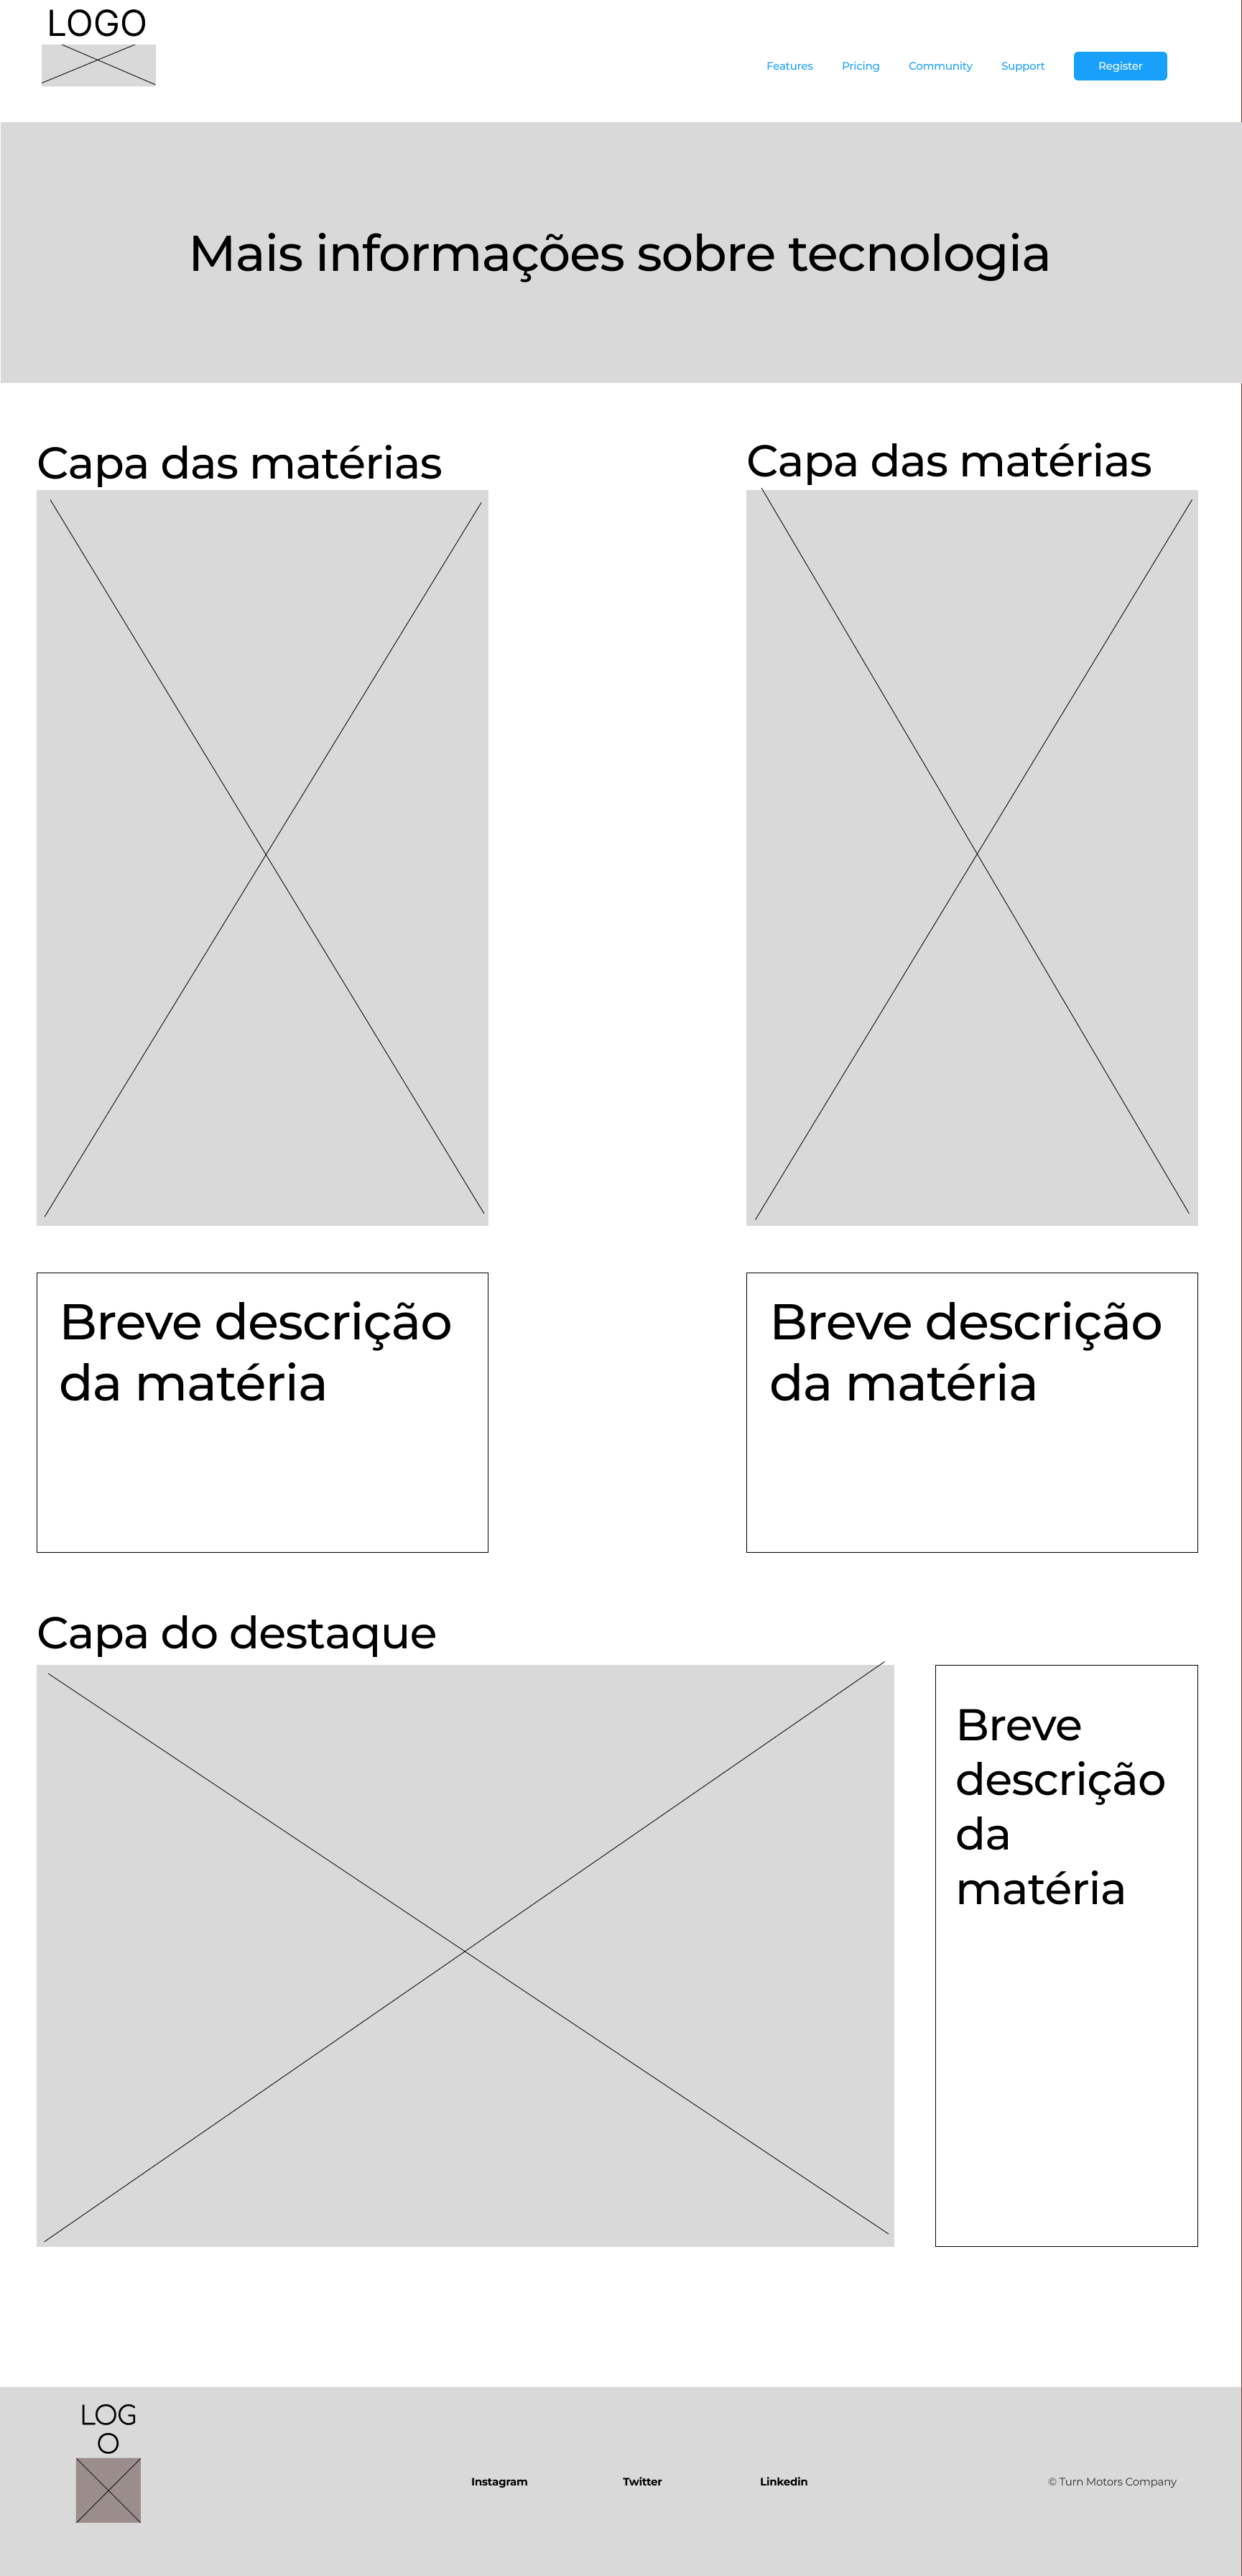 LOGO
Features
Pricing
Community
Support
Register
Mais informações sobre tecnologia
Capa das matérias
Capa das matérias
Breve descrição
da matéria
Breve descrição
da matéria
Capa do destaque
Breve
descrição
da
matéria
LOG
O
Instagram
Twitter
Linkedin
© Turn Motors Company